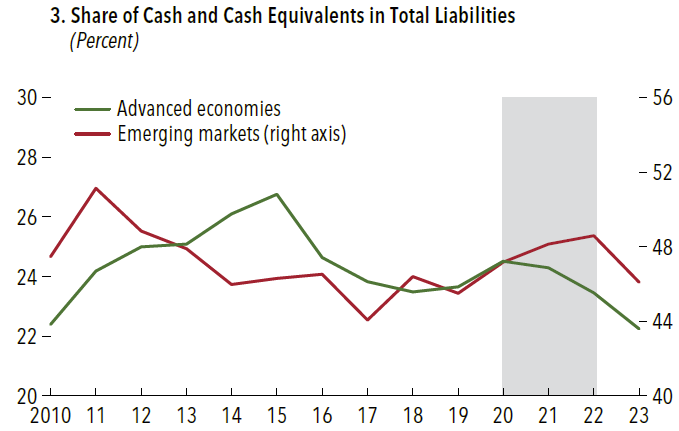 3. Share of Cash and Cash Equivalents in Total Liabilities
(Percent)
30
56
Advanced economies
Emerging markets (right axis)
28
52
26
48
24
44
22
20
40
2010 11 12 13 14 15 16 17 18 19 20 21 22 23